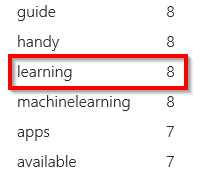 guide 8
handy 8
learning 8
machinelearning 8
apps 7
available 7